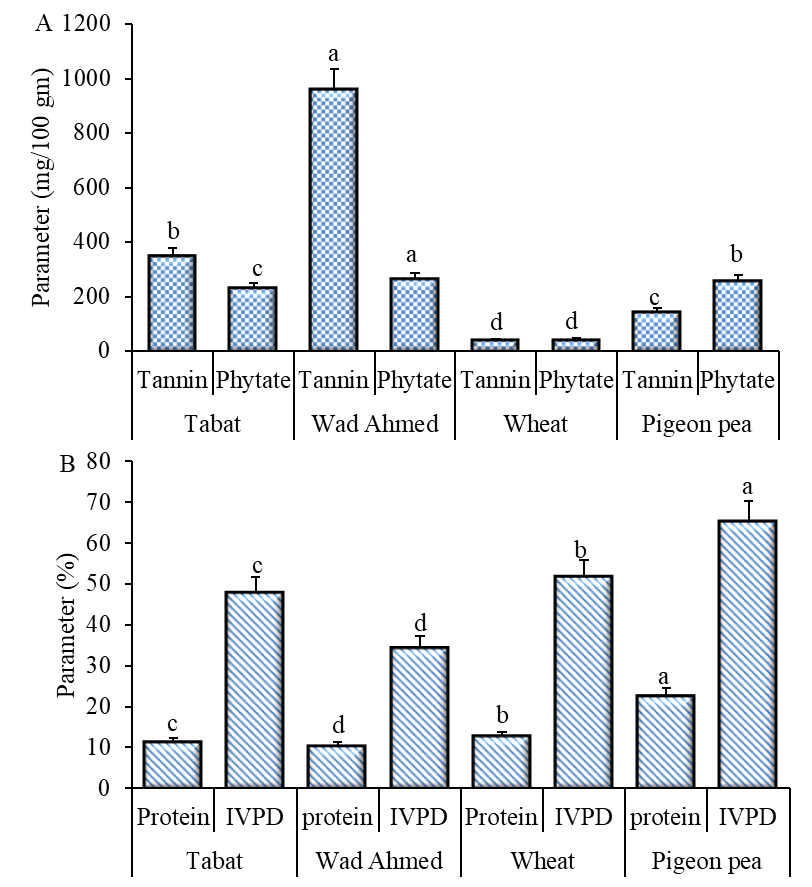 A
1200
1000
800
600
400
200
0
Parameter (mg/100 gm)
b
c
a
a
d
d
c
b
Tannin Phytate Tannin Phytate Tannin Phytate Tannin Phytate
Tabat Wad Ahmed Wheat Pigeon pea
B
80
70
60
50
40
30
20
10
0
Parameter (%)
c
c
d
d
b
b
a
a
Protein IVPD protein IVPD Protein IVPD protein IVPD
Tabat Wad Ahmed Wheat Pigeon pea